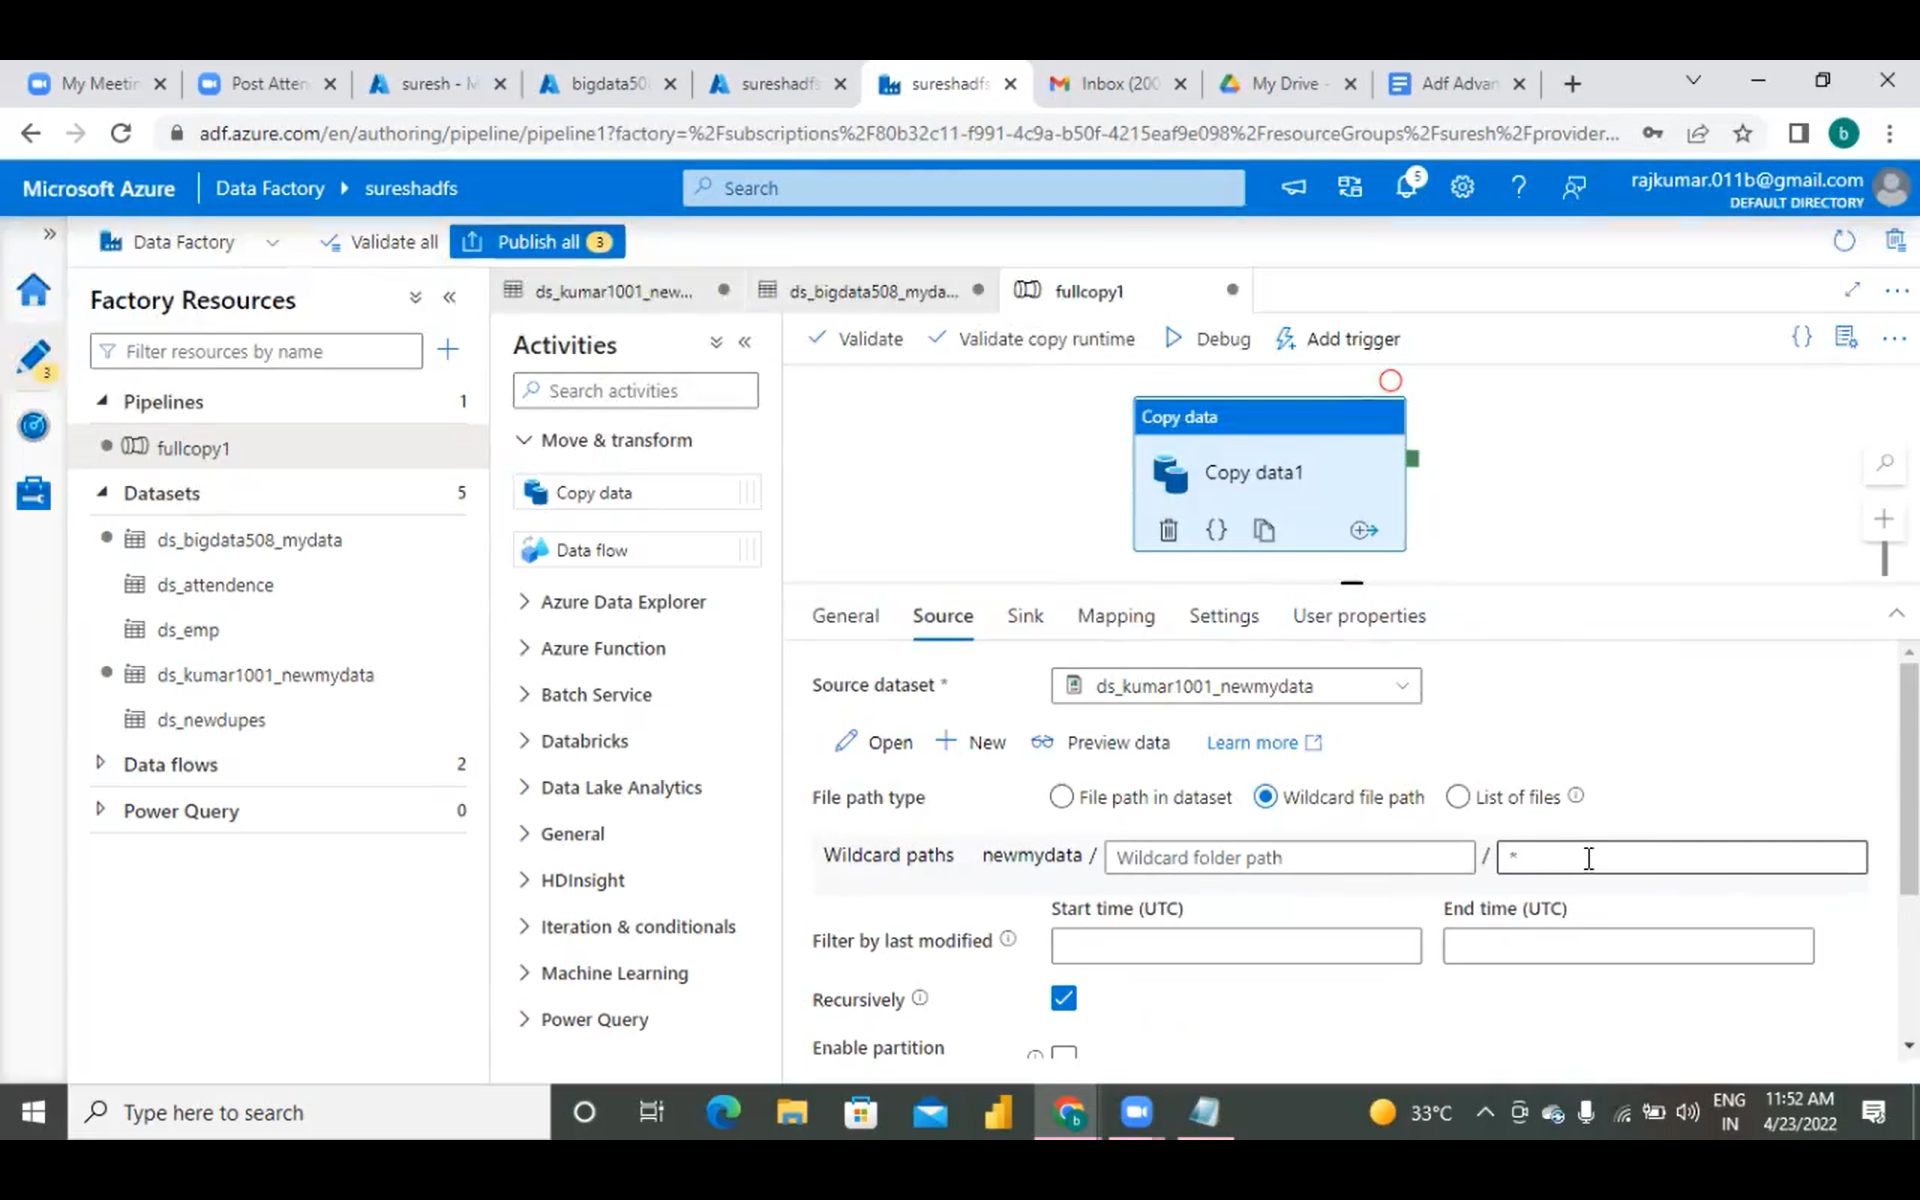 My Meetin
Post Atten
suresh - M
bigdata50
sureshadfs
sureshadfs
Inbox (200
My Drive -
Adf Advan
adf.azure.com/en/authoring/pipeline/pipeline1?factory=%2Fsubscriptions%2F80b32c11-f991-4c9a-b50f-4215eaf9e098%2FresourceGroups%2Fsuresh%2Fprovider...
b
Microsoft Azure
Data Factory
sureshadfs
Search
5
rajkumar.011b@gmail.com
DEFAULT DIRECTORY
Data Factory
Validate all
Publish all 3
Factory Resources
Filter resources by name
3
Pipelines 1
fullcopy1
Datasets 5
ds_bigdata508_mydata
ds_attendence
ds_emp
ds_kumar1001_newmydata
ds_newdupes
Data flows 2
Power Query 0
ds_kumar1001_new...
ds_bigdata508_myda...
fullcopy1
Activities
Search activities
Move & transform
Copy data
Data flow
Azure Data Explorer
Azure Function
Batch Service
Databricks
Data Lake Analytics
General
HDInsight
Iteration & conditionals
Machine Learning
Power Query
Validate
Validate copy runtime
Debug
Add trigger
Copy data
Copy data1
General
Source
Sink
Mapping
Settings
User properties
Source dataset *
ds_kumar1001_newmydata
Open
New
Preview data
Learn more
File path type
File path in dataset
Wildcard file path
List of files
Wildcard paths newmydata / Wildcard folder path / *
Start time (UTC)
End time (UTC)
Filter by last modified
Recursively
Enable partition
Type here to search
33°C
ENG
IN
11:52 AM
4/23/2022